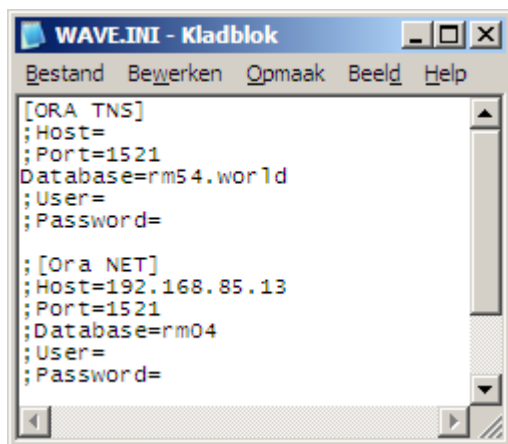 WAVE.INI - Kladblok
Bestand Bewerken Opmaak Beeld Help
[ORA TNS]
;Host=
;Port=1521
Database=rm54.world
;User=
;Password=

;[Ora NET]
;Host=192.168.85.13
;Port=1521
;Database=rm04
;User=
;Password=